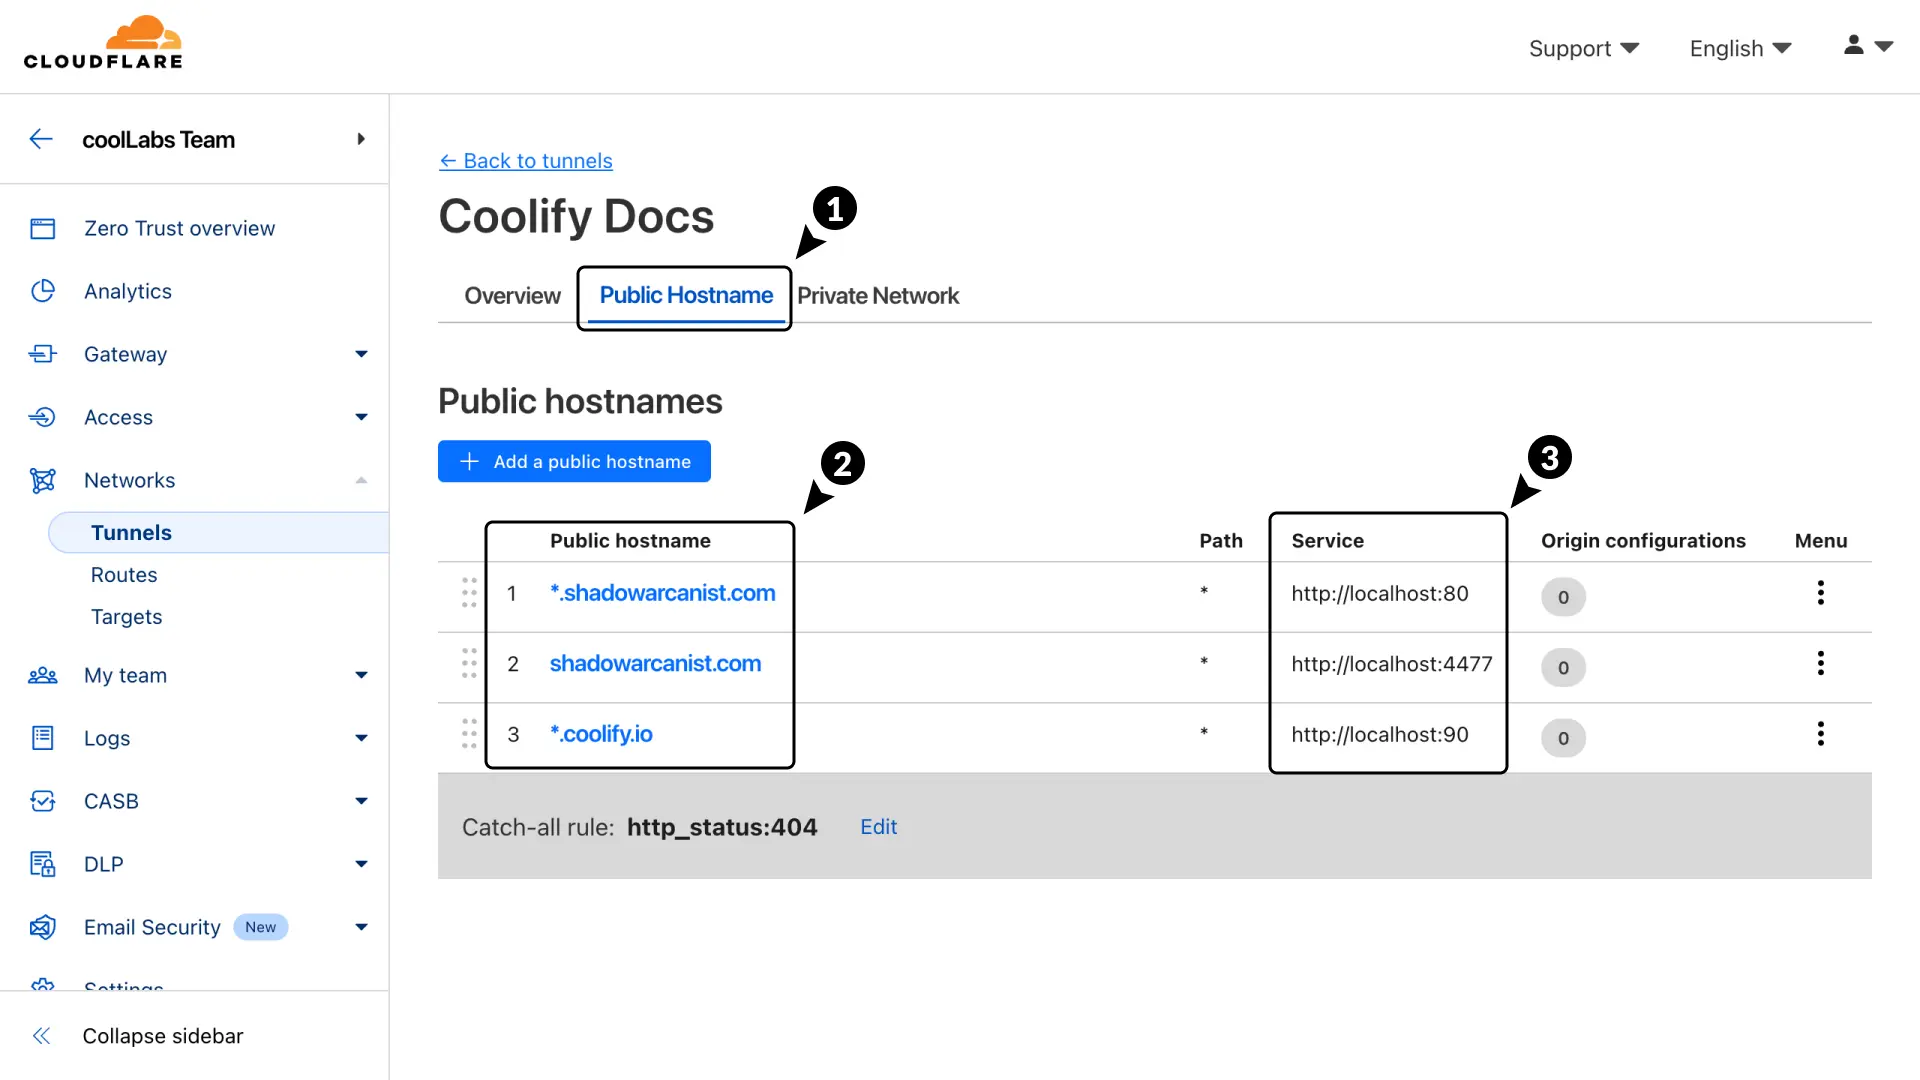 CLOUDFLARE
Support
English
coolLabs Team
Zero Trust overview
Analytics
Gateway
Access
Networks
Tunnels
Routes
Targets
My team
Logs
CASB
DLP
Email Security New
Settings
Collapse sidebar
← Back to tunnels
Coolify Docs
1
Overview Public Hostname Private Network
Public hostnames
+ Add a public hostname
2
3
Public hostname Path Service Origin configurations Menu
1 *.shadowarcanist.com * http://localhost:80 0
2 shadowarcanist.com * http://localhost:4477 0
3 *.coolify.io * http://localhost:90 0
Catch-all rule: http_status:404 Edit